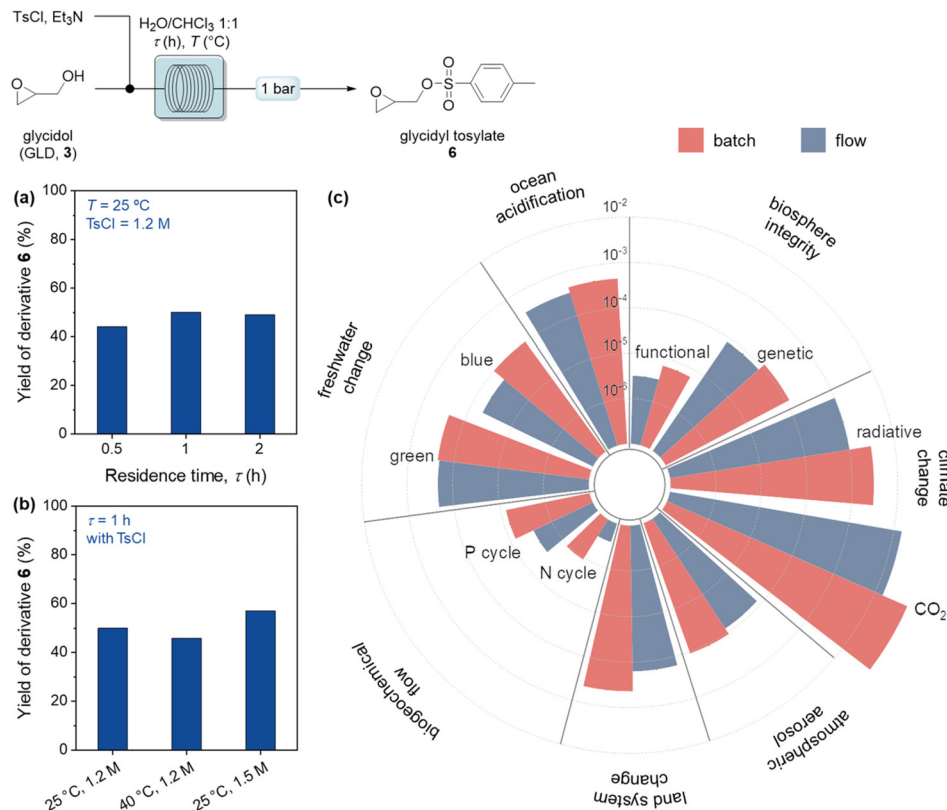 TsCl, Et₃N
H₂O/CHCl₃ 1:1
τ (h), T (°C)
OH
O
1 bar
O
O
S
O
O
glycidol
(GLD, 3)
glycidyl tosylate
6
batch
flow
(a)
T = 25 ºC
TsCl = 1.2 M
Yield of derivative 6 (%)
100
80
60
40
20
0
0.5
1
2
Residence time, τ (h)
(b)
τ = 1 h
with TsCl
Yield of derivative 6 (%)
100
80
60
40
20
0
25 °C, 1.2 M
40 °C, 1.2 M
25 °C, 1.5 M
(c)
ocean
acidification
biosphere
integrity
10⁻²
10⁻³
10⁻⁴
10⁻⁵
10⁻⁶
functional
genetic
radiative
climate
change
CO₂
atmospheric
aerosol
land system
change
biogeochemical
flow
N cycle
P cycle
green
blue
freshwater
change